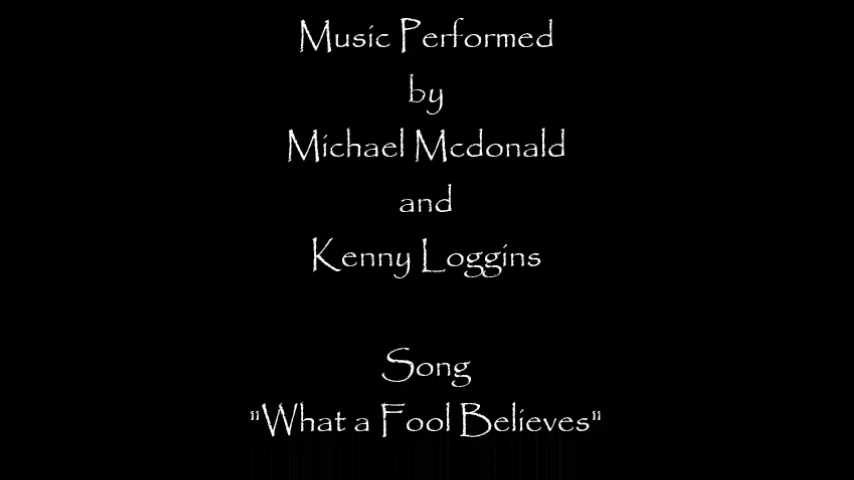 Music Performed
by
Michael Mcdonald
and
Kenny Loggins
Song
"What a Fool Believes"